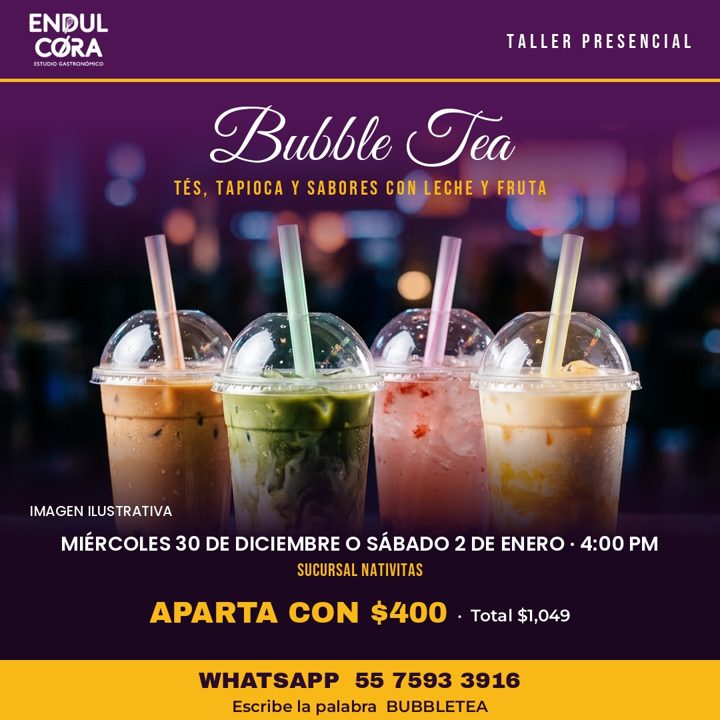 ENDUL
CORA
ESTUDIO GASTRONÓMICO
TALLER PRESENCIAL
Bubble Tea
TÉS, TAPIOCA Y SABORES CON LECHE Y FRUTA
IMAGEN ILUSTRATIVA
MIÉRCOLES 30 DE DICIEMBRE O SÁBADO 2 DE ENERO · 4:00 PM
SUCURSAL NATIVITAS
APARTA CON $400 · Total $1,049
WHATSAPP 55 7593 3916
Escribe la palabra BUBBLETEA